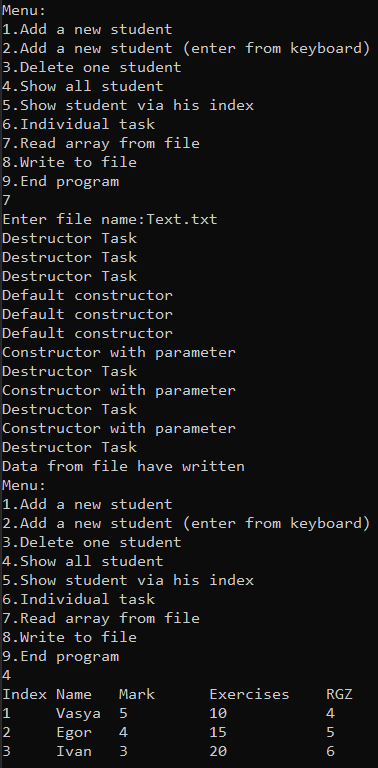 Menu:
1.Add a new student
2.Add a new student (enter from keyboard)
3.Delete one student
4.Show all student
5.Show student via his index
6.Individual task
7.Read array from file
8.Write to file
9.End program
7
Enter file name:Text.txt
Destructor Task
Destructor Task
Destructor Task
Default constructor
Default constructor
Default constructor
Constructor with parameter
Destructor Task
Constructor with parameter
Destructor Task
Constructor with parameter
Destructor Task
Data from file have written
Menu:
1.Add a new student
2.Add a new student (enter from keyboard)
3.Delete one student
4.Show all student
5.Show student via his index
6.Individual task
7.Read array from file
8.Write to file
9.End program
4
Index Name   Mark      Exercises    RGZ
1     Vasya  5         10           4
2     Egor   4         15           5
3     Ivan   3         20           6